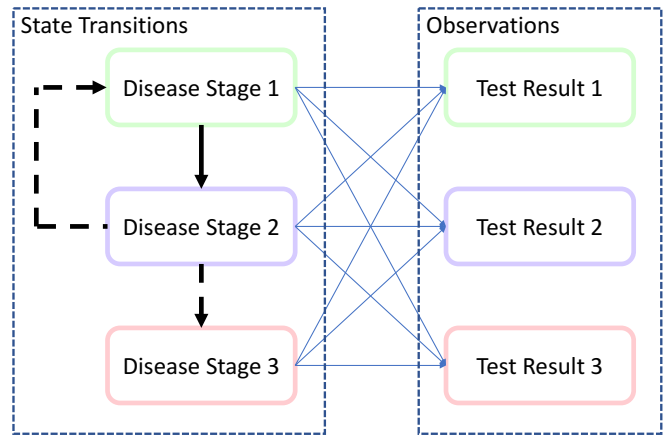 State Transitions
Observations
Disease Stage 1
Test Result 1
Disease Stage 2
Test Result 2
Disease Stage 3
Test Result 3